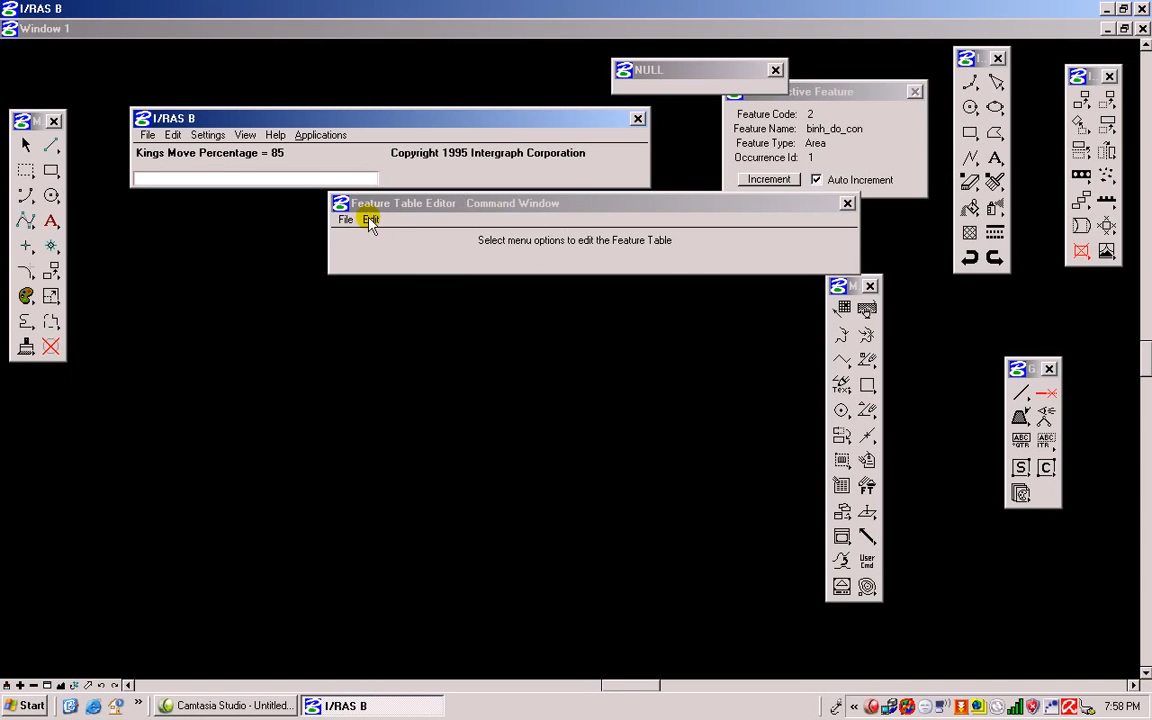 I/RAS B
Window 1
NULL
ctive Feature
Feature Code: 2
Feature Name: binh_do_con
Feature Type: Area
Occurrence Id: 1
Increment
Auto Increment
M
I/RAS B
File Edit Settings View Help Applications
Kings Move Percentage = 85 Copyright 1995 Intergraph Corporation
Feature Table Editor Command Window
File Edit
Select menu options to edit the Feature Table
M
A
A
Text
FT
User
Cmd
G
ABC
ABC
S
C
Start
Camtasia Studio - Untitled...
I/RAS B
7:58 PM